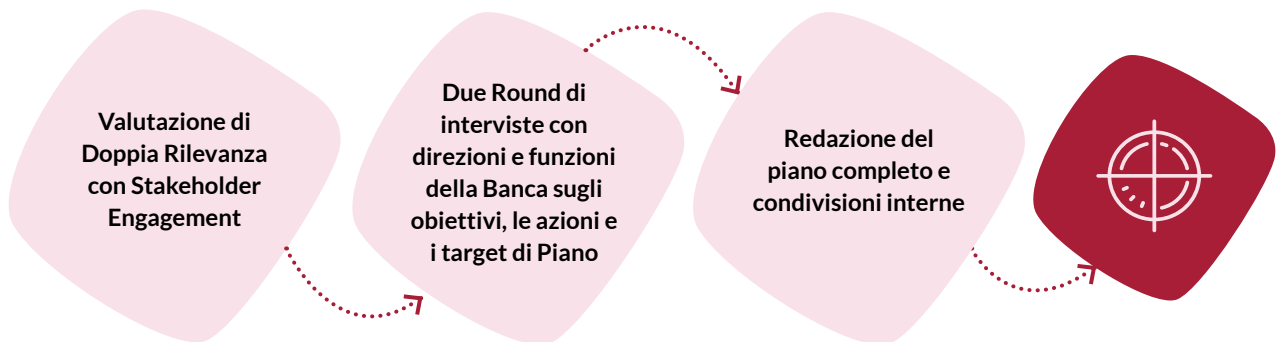 Valutazione di
Doppia Rilevanza
con Stakeholder
Engagement
Due Round di
interviste con
direzioni e funzioni
della Banca sugli
obiettivi, le azioni e
i target di Piano
Redazione del
piano completo e
condivisioni interne